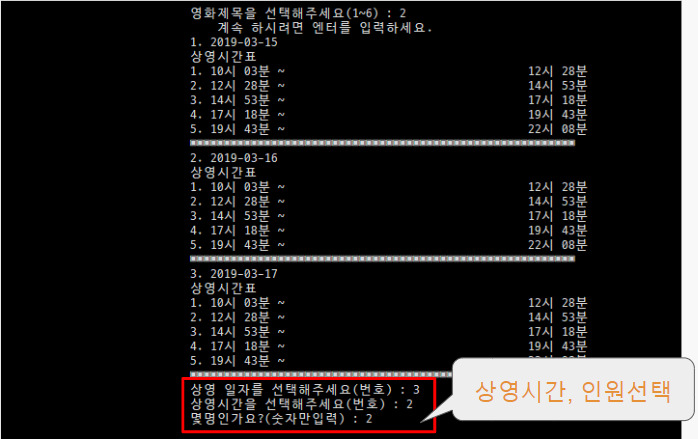 영화제목을 선택해주세요(1~6) : 2
계속 하시려면 엔터를 입력하세요.
1. 2019-03-15
상영시간표
1. 10시 03분 ~ 12시 28분
2. 12시 28분 ~ 14시 53분
3. 14시 53분 ~ 17시 18분
4. 17시 18분 ~ 19시 43분
5. 19시 43분 ~ 22시 08분
2. 2019-03-16
상영시간표
1. 10시 03분 ~ 12시 28분
2. 12시 28분 ~ 14시 53분
3. 14시 53분 ~ 17시 18분
4. 17시 18분 ~ 19시 43분
5. 19시 43분 ~ 22시 08분
3. 2019-03-17
상영시간표
1. 10시 03분 ~ 12시 28분
2. 12시 28분 ~ 14시 53분
3. 14시 53분 ~ 17시 18분
4. 17시 18분 ~ 19시 43분
5. 19시 43분 ~
상영 일자를 선택해주세요(번호) : 3
상영시간을 선택해주세요(번호) : 2
몇명인가요?(숫자만입력) : 2
상영시간, 인원선택